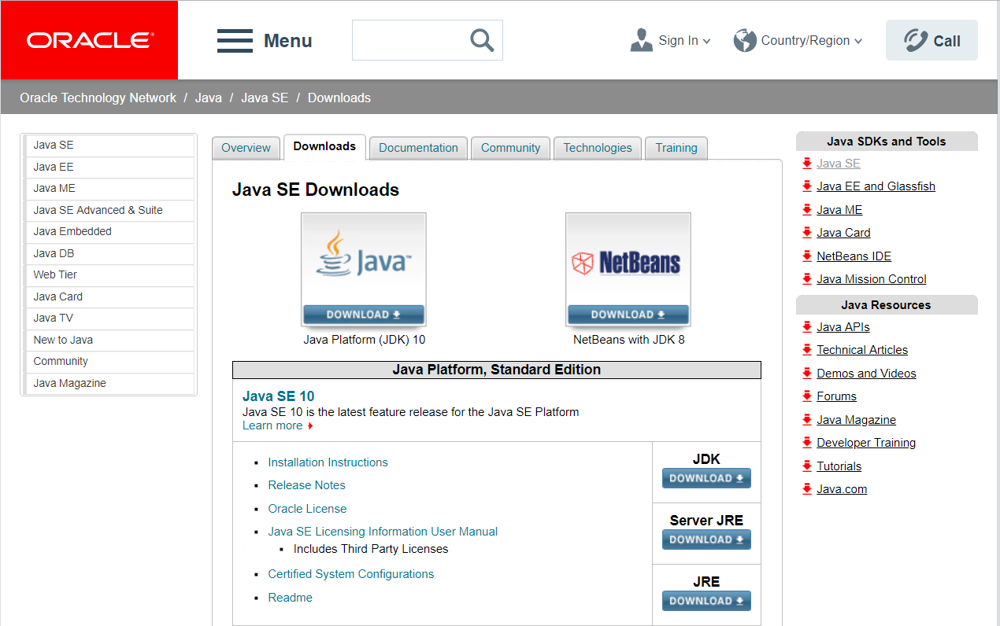 ORACLE
Menu
Sign In
Country/Region
Call
Oracle Technology Network / Java / Java SE / Downloads
Java SE
Java EE
Java ME
Java SE Advanced & Suite
Java Embedded
Java DB
Web Tier
Java Card
Java TV
New to Java
Community
Java Magazine
Overview
Downloads
Documentation
Community
Technologies
Training
Java SE Downloads
Java™
DOWNLOAD
Java Platform (JDK) 10
NetBeans
DOWNLOAD
NetBeans with JDK 8
Java Platform, Standard Edition
Java SE 10
Java SE 10 is the latest feature release for the Java SE Platform
Learn more
Installation Instructions
Release Notes
Oracle License
Java SE Licensing Information User Manual
Includes Third Party Licenses
Certified System Configurations
Readme
JDK
DOWNLOAD
Server JRE
DOWNLOAD
JRE
DOWNLOAD
Java SDKs and Tools
Java SE
Java EE and Glassfish
Java ME
Java Card
NetBeans IDE
Java Mission Control
Java Resources
Java APIs
Technical Articles
Demos and Videos
Forums
Java Magazine
Developer Training
Tutorials
Java.com